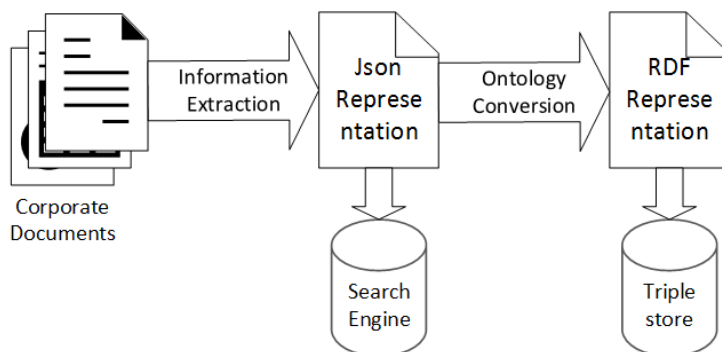 Information
Extraction
Json
Represe
ntation
Ontology
Conversion
RDF
Represe
ntation
Corporate
Documents
Search
Engine
Triple
store